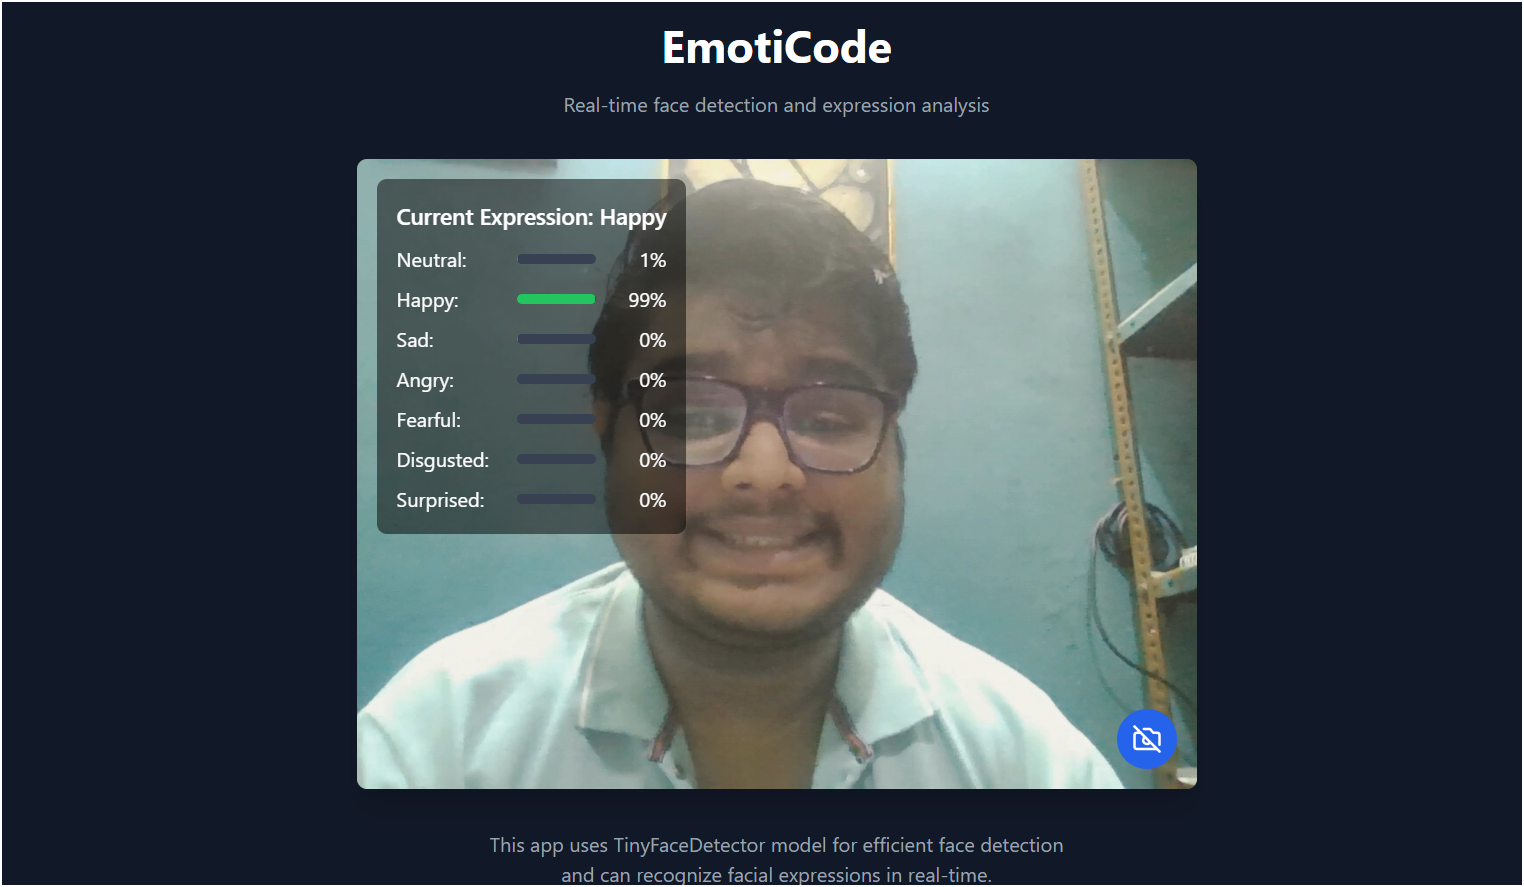 EmotiCode
Real-time face detection and expression analysis
Current Expression: Happy
Neutral: 1%
Happy: 99%
Sad: 0%
Angry: 0%
Fearful: 0%
Disgusted: 0%
Surprised: 0%
This app uses TinyFaceDetector model for efficient face detection
and can recognize facial expressions in real-time.